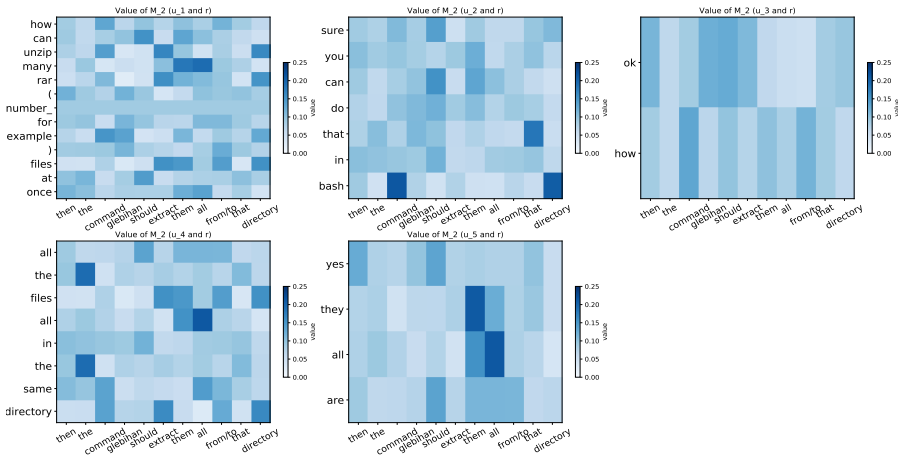 Value of M_2 (u_1 and r)
how
can
unzip
many
rar
(
number_
for
example
)
files
at
once
then the command glebihan should extract them all from/to that directory
0.25
0.20
0.15
0.10
0.05
0.00
value
Value of M_2 (u_2 and r)
sure
you
can
do
that
in
bash
then the command glebihan should extract them all from/to that directory
0.25
0.20
0.15
0.10
0.05
0.00
value
Value of M_2 (u_3 and r)
ok
how
then the command glebihan should extract them all from/to that directory
0.25
0.20
0.15
0.10
0.05
0.00
value
Value of M_2 (u_4 and r)
all
the
files
all
in
the
same
directory
then the command glebihan should extract them all from/to that directory
0.25
0.20
0.15
0.10
0.05
0.00
value
Value of M_2 (u_5 and r)
yes
they
all
are
then the command glebihan should extract them all from/to that directory
0.25
0.20
0.15
0.10
0.05
0.00
value